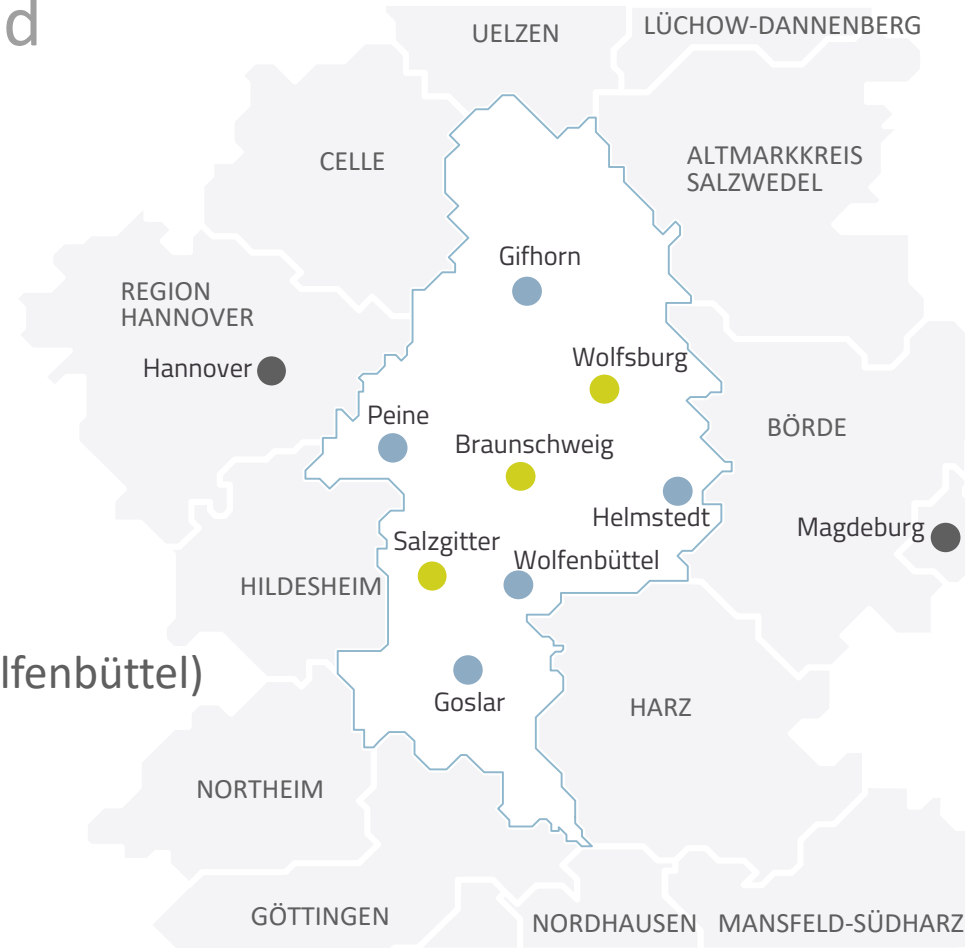 d
UELZEN
LÜCHOW-DANNENBERG
CELLE
ALTMARKKREIS
SALZWEDEL
Gifhorn
REGION
HANNOVER
Hannover
Wolfsburg
Peine
Braunschweig
BÖRDE
Helmstedt
Magdeburg
Salzgitter
Wolfenbüttel
HILDESHEIM
lfenbüttel)
Goslar
HARZ
NORTHEIM
GÖTTINGEN
NORDHAUSEN
MANSFELD-SÜDHARZ